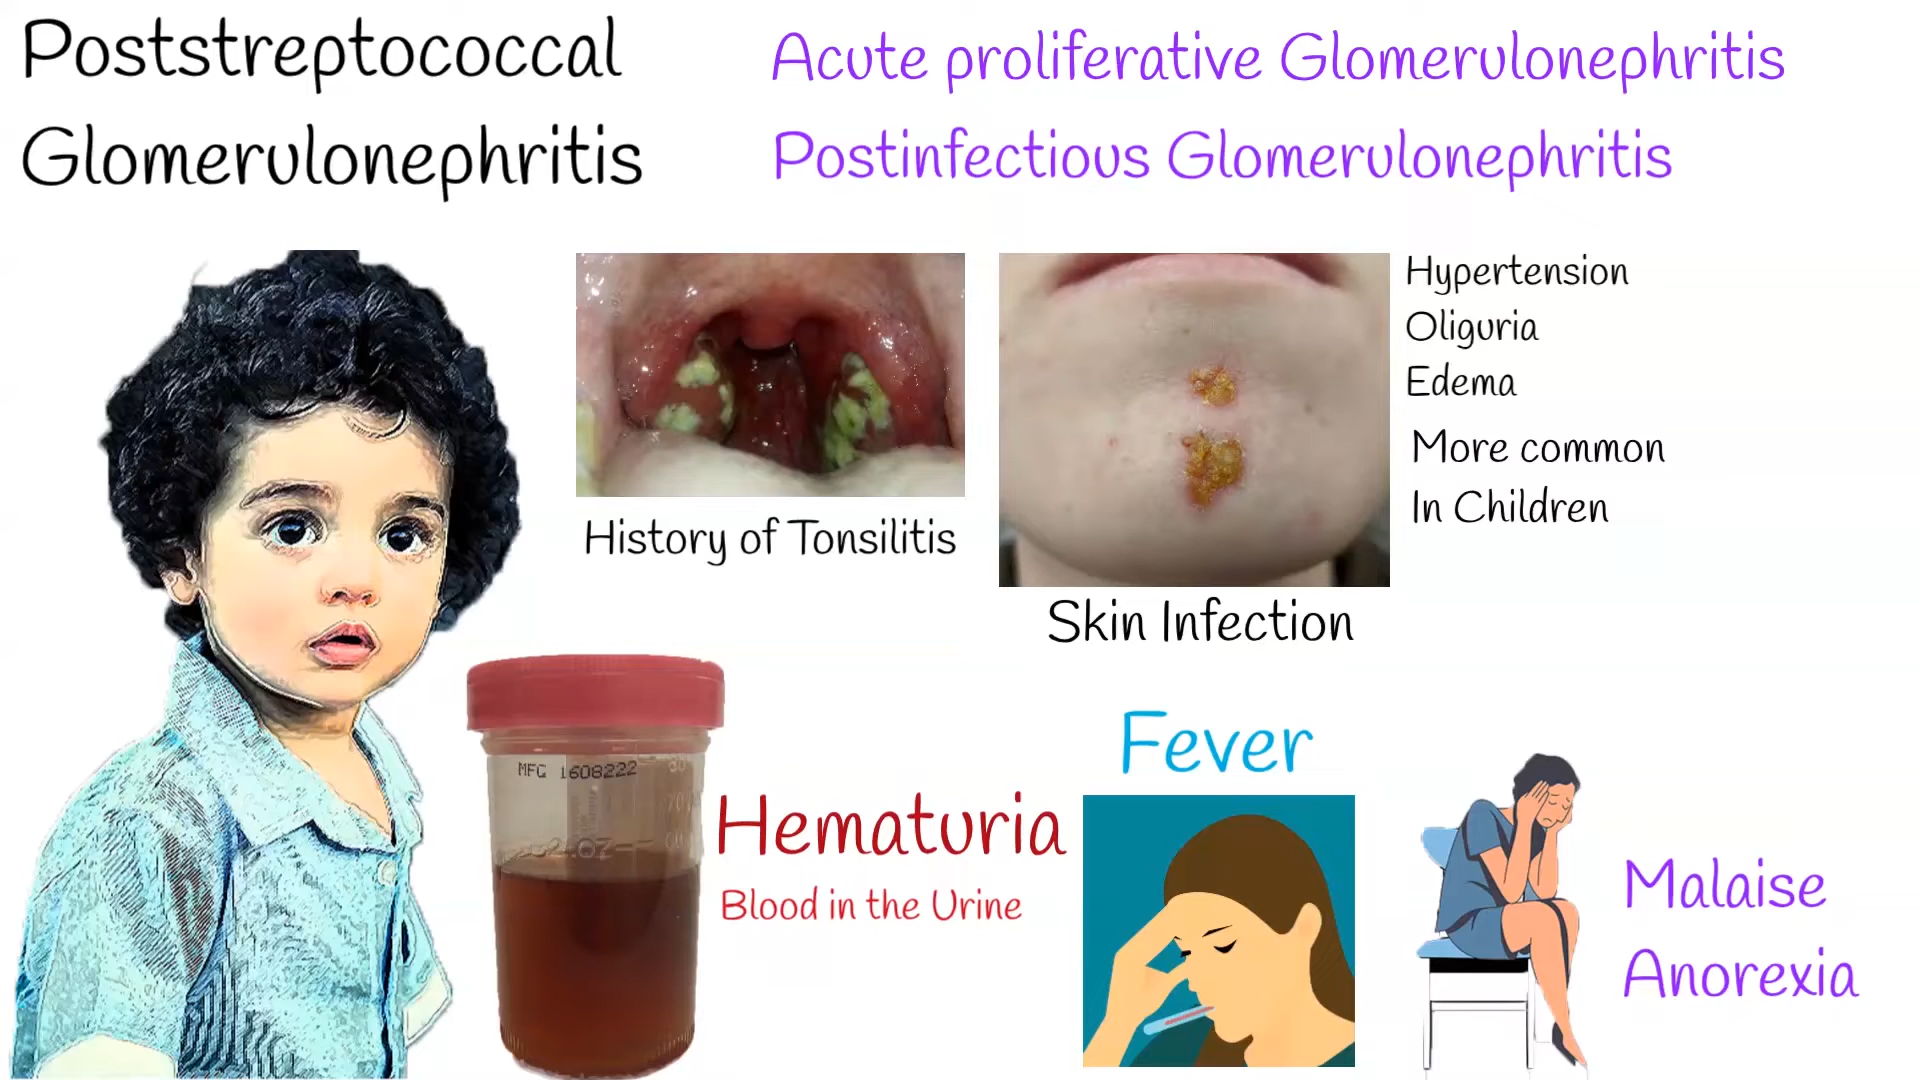 Poststreptococcal
Glomerulonephritis
Acute proliferative Glomerulonephritis
Postinfectious Glomerulonephritis
History of Tonsilitis
Skin Infection
Hypertension
Oliguria
Edema
More common
In Children
MFG 1608222
Hematuria
Blood in the Urine
Fever
Malaise
Anorexia